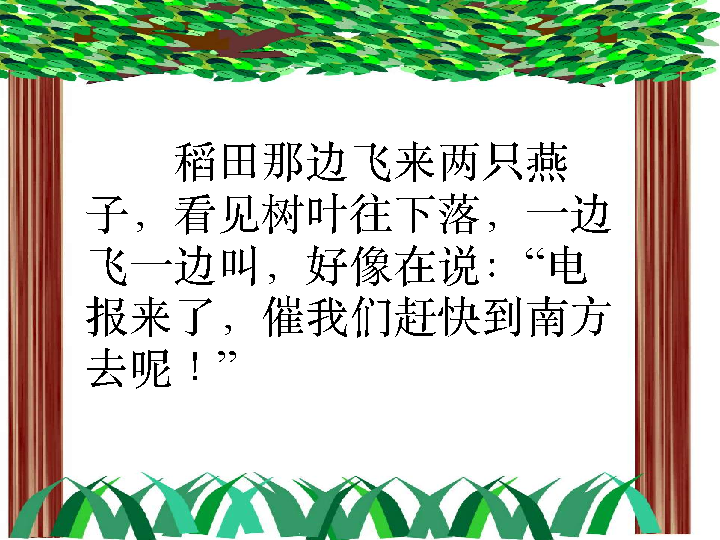 稻田那边飞来两只燕
子，看见树叶往下落，一边
飞一边叫，好像在说：“电
报来了，催我们赶快到南方
去呢！”